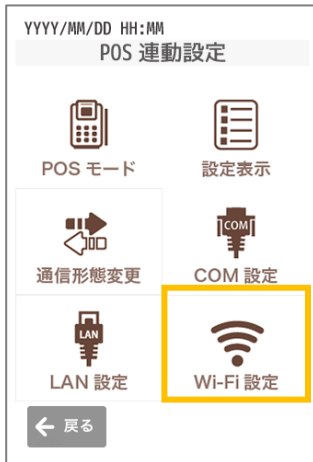 YYYY/MM/DD HH:MM
POS 連動設定
POS モード
設定表示
通信形態変更
COM
COM 設定
LAN
LAN 設定
Wi-Fi 設定
戻る